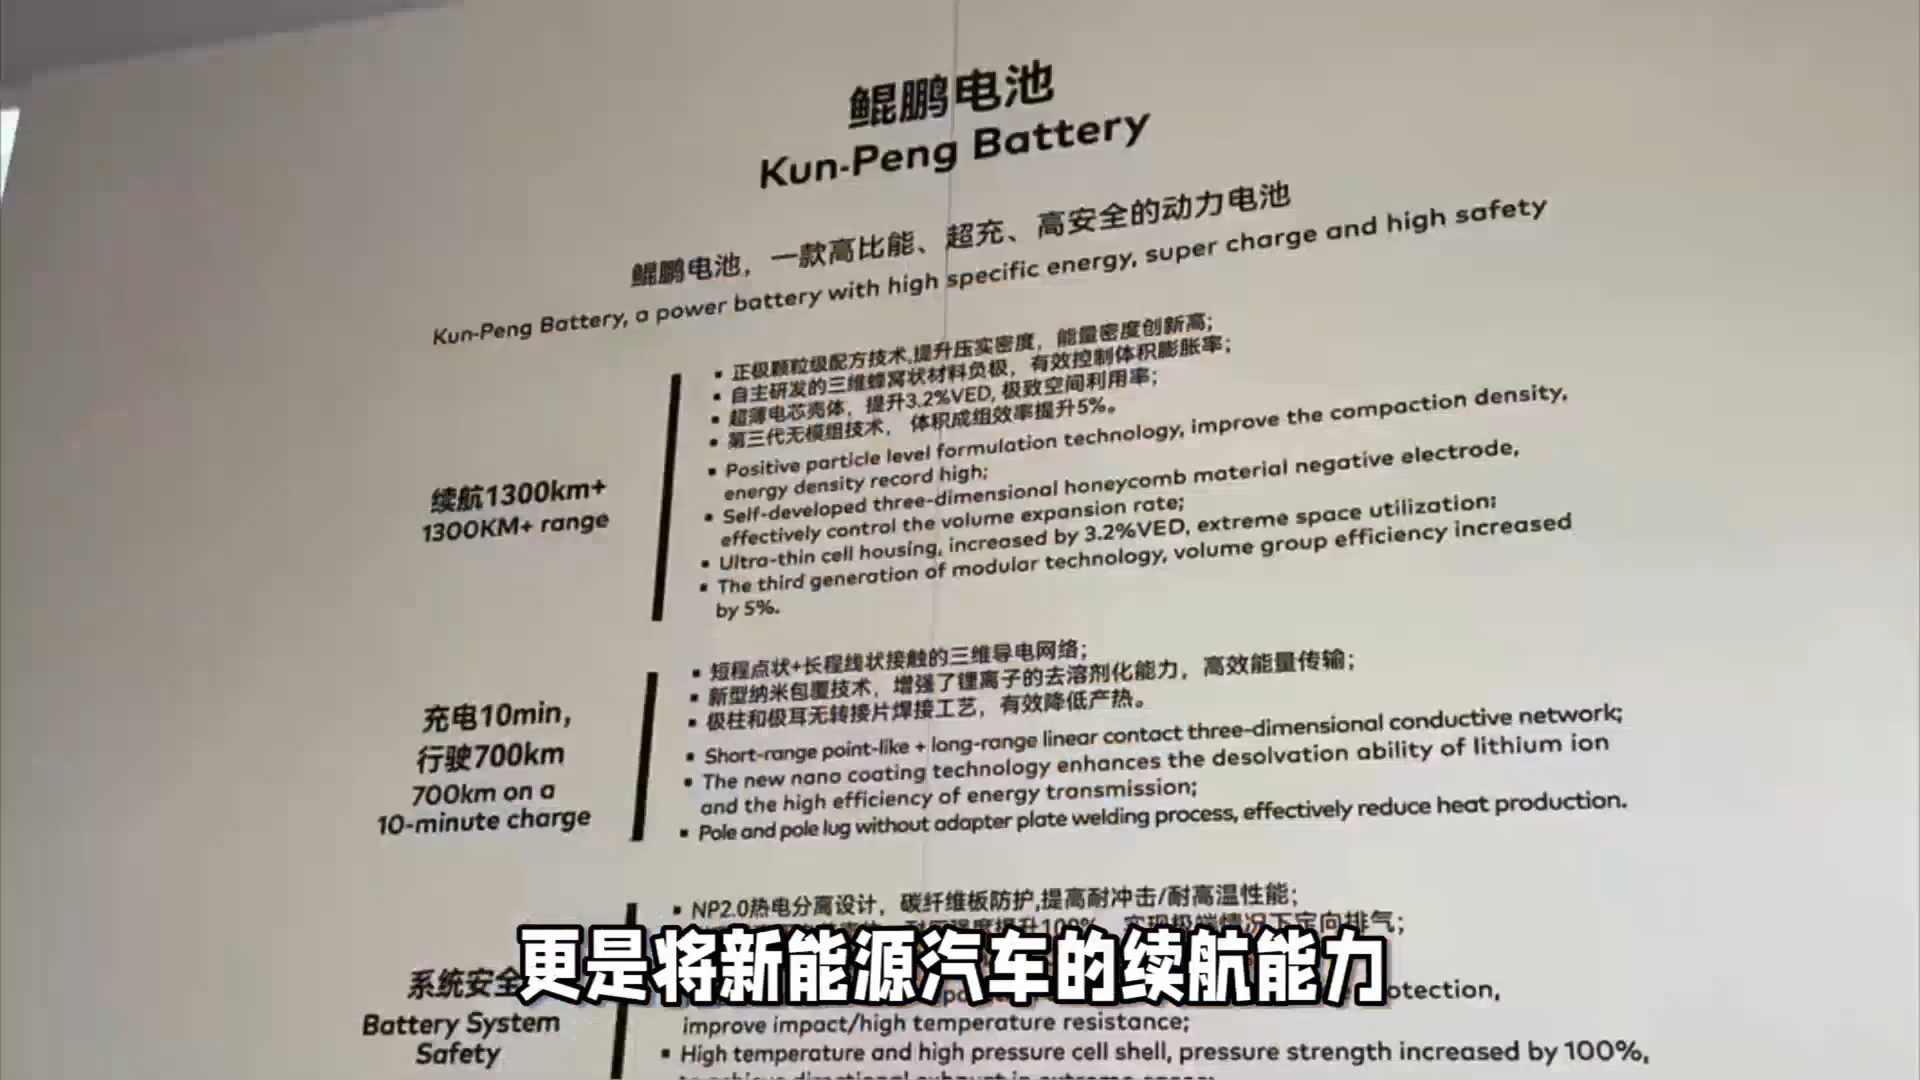 鲲鹏电池
Kun-Peng Battery
鲲鹏电池，一款高比能、超充、高安全的动力电池
Kun-Peng Battery, a power battery with high specific energy, super charge and high safety
续航1300km+
1300KM+ range
▪ 正极颗粒级配方技术,提升压实密度，能量密度创新高；
▪ 自主研发的三维蜂窝状材料负极，有效控制体积膨胀率；
▪ 超薄电芯壳体，提升3.2%VED, 极致空间利用率；
▪ 第三代无模组技术， 体积成组效率提升5%。
▪ Positive particle level formulation technology, improve the compaction density,
energy density record high;
▪ Self-developed three-dimensional honeycomb material negative electrode,
effectively control the volume expansion rate;
▪ Ultra-thin cell housing, increased by 3.2%VED, extreme space utilization;
▪ The third generation of modular technology, volume group efficiency increased
by 5%.
充电10min,
行驶700km
700km on a
10-minute charge
▪ 短程点状+长程线状接触的三维导电网络；
▪ 新型纳米包覆技术，增强了锂离子的去溶剂化能力，高效能量传输；
▪ 极柱和极耳无转接片焊接工艺，有效降低产热。
▪ Short-range point-like + long-range linear contact three-dimensional conductive network;
▪ The new nano coating technology enhances the desolvation ability of lithium ion
and the high efficiency of energy transmission;
▪ Pole and pole lug without adapter plate welding process, effectively reduce heat production.
系统安全
Battery System
Safety
▪ NP2.0热电分离设计，碳纤维板防护,提高耐冲击/耐高温性能；
提升100%，实现极端情况下定向排气；
otection,
improve impact/high temperature resistance;
▪ High temperature and high pressure cell shell, pressure strength increased by 100%,
更是将新能源汽车的续航能力